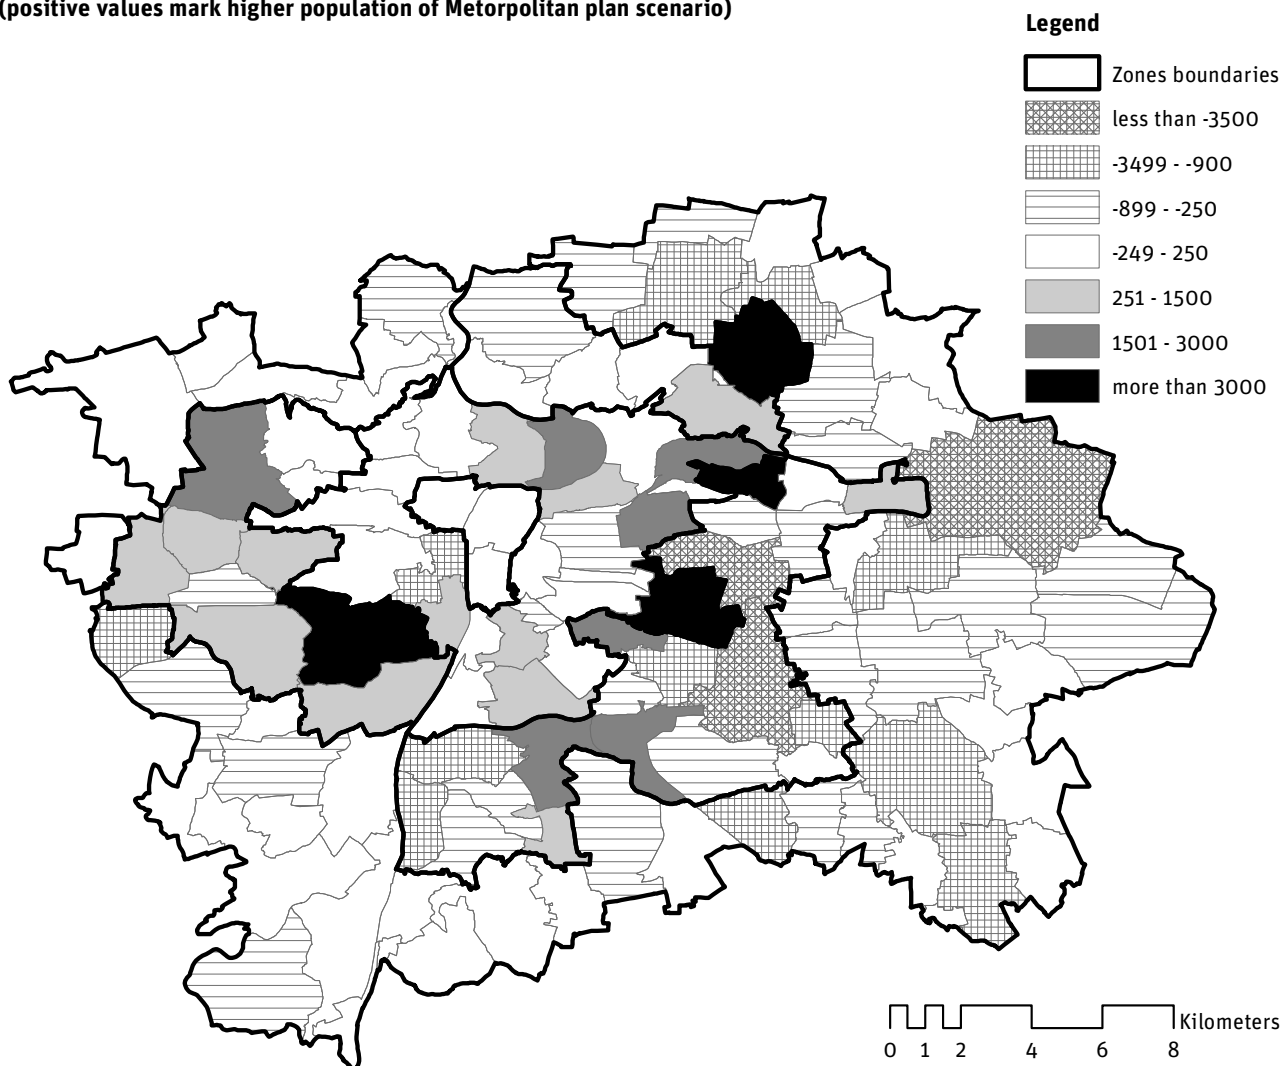 (positive values mark higher population of Metorpolitan plan scenario)
Legend
Zones boundaries
less than -3500
-3499 - -900
-899 - -250
-249 - 250
251 - 1500
1501 - 3000
more than 3000
Kilometers
0 1 2 4 6 8